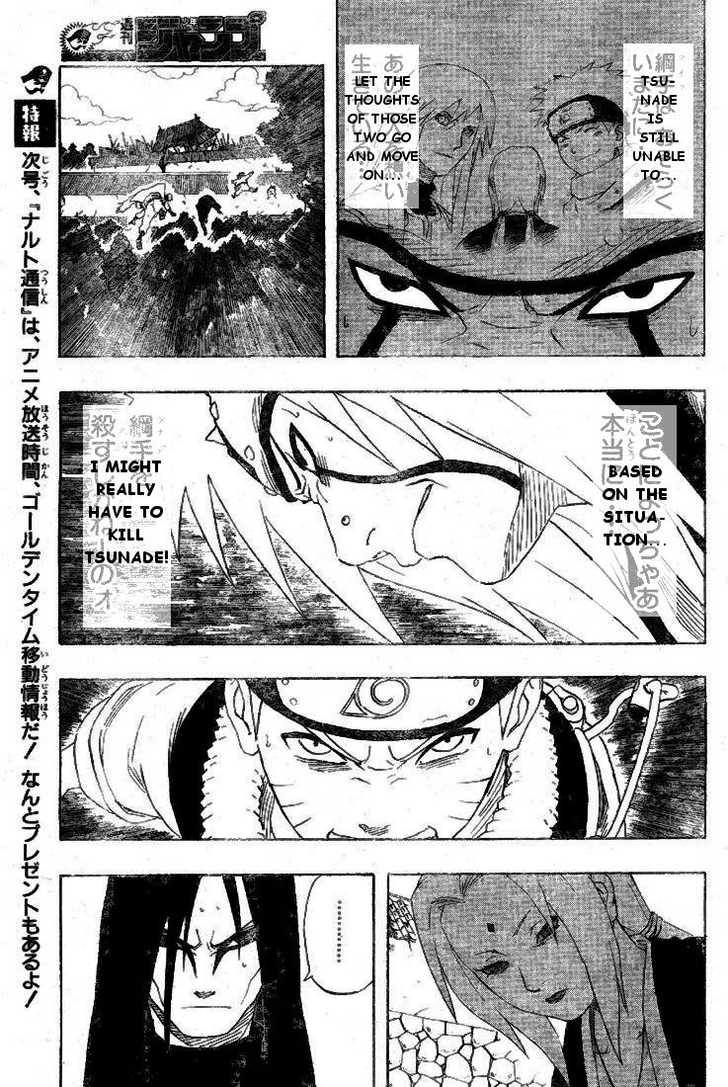 週刊少年ジャンプ
TSU-
NADE
IS
STILL
UNABLE
TO...
LET THE
THOUGHTS
OF THOSE
TWO GO
AND MOVE
ON....
BASED
ON THE
SITUA-
TION...
I MIGHT
REALLY
HAVE TO
KILL
TSUNADE!
………
特報
次号、『ナルト通信』は、アニメ放送時間、ゴールデンタイム移動情報だ！なんとプレゼントもあるよ！